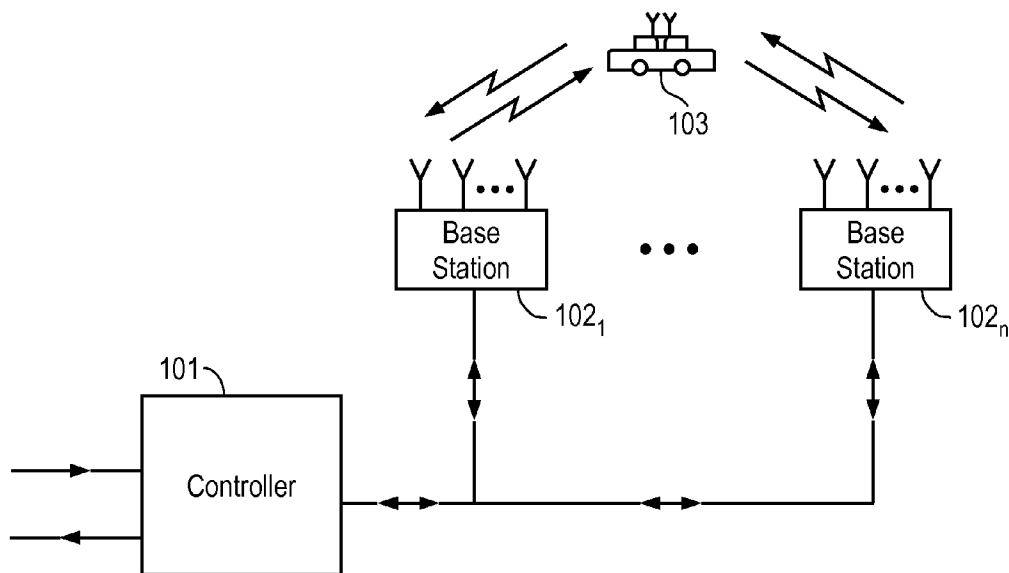 103
Base
Station
102₁
Base
Station
102ₙ
101
Controller